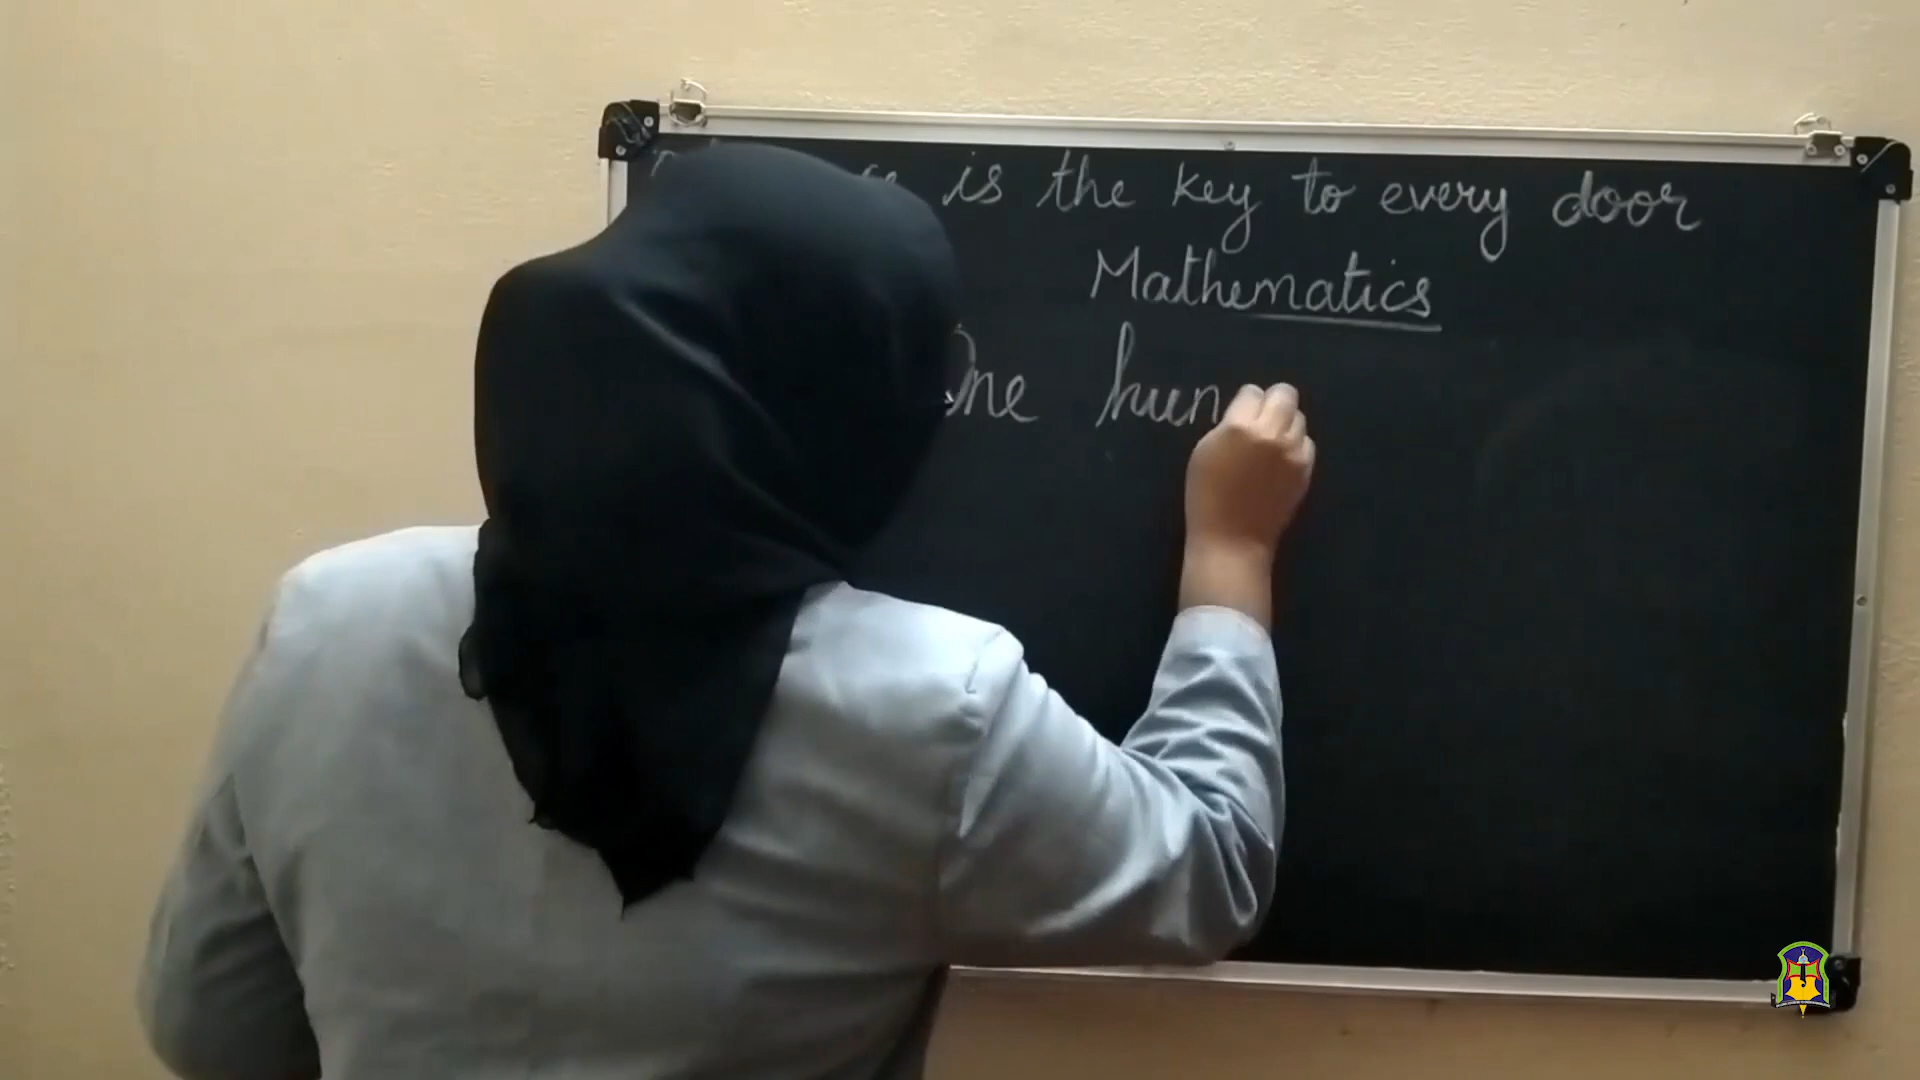 is the key to every door
Mathematics
One hun